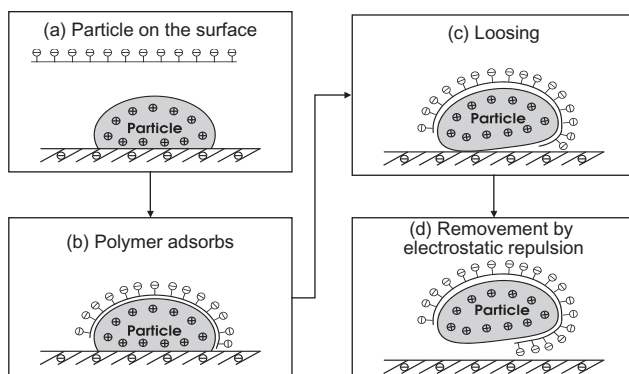 (a) Particle on the surface
Particle
(b) Polymer adsorbs
Particle
(c) Loosing
Particle
(d) Removement by
electrostatic repulsion
Particle